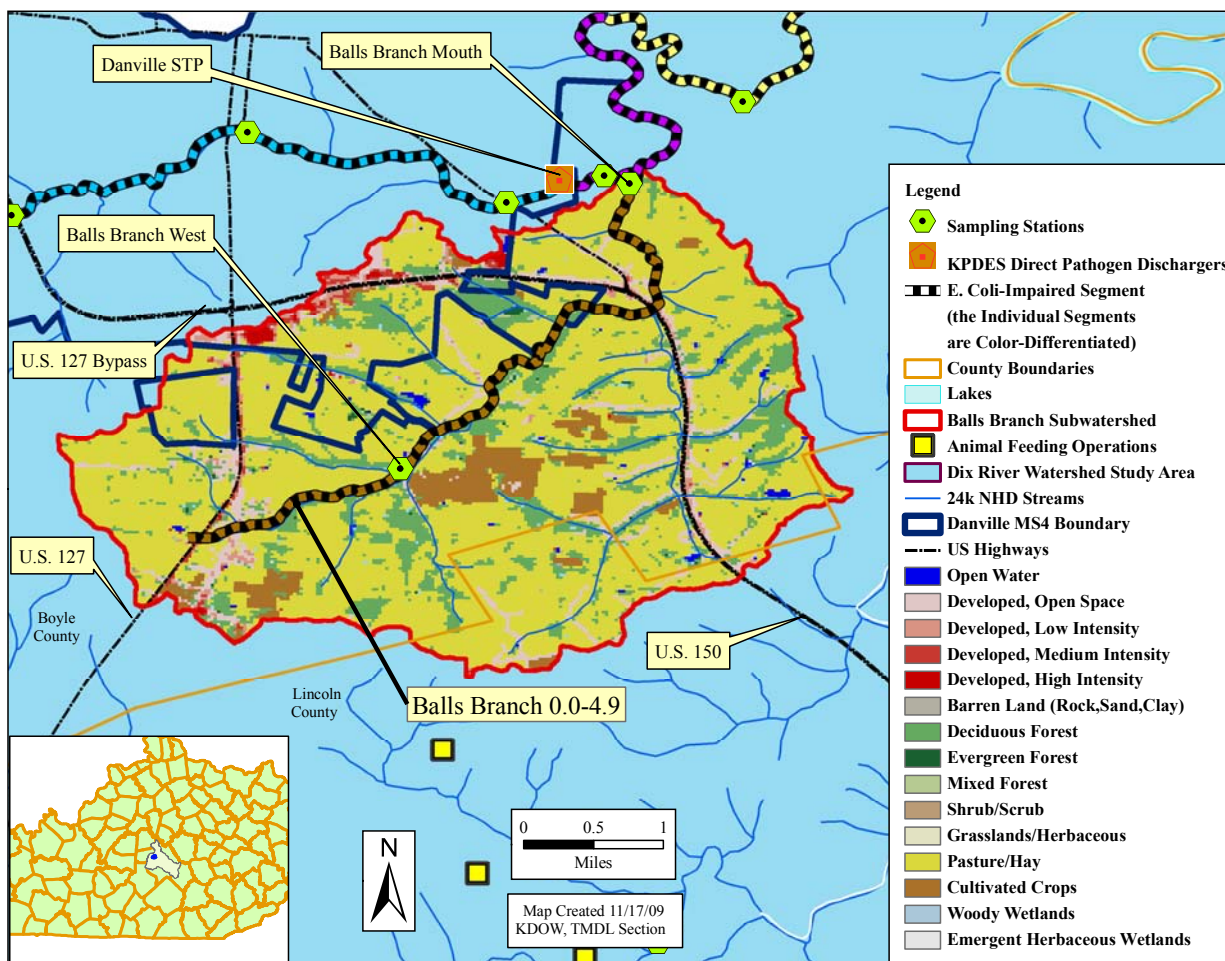 Balls Branch Mouth
Danville STP
Balls Branch West
U.S. 127 Bypass
U.S. 127
Boyle
County
U.S. 150
Lincoln
County
Balls Branch 0.0-4.9
N
0 0.5 1
Miles
Map Created 11/17/09
KDOW, TMDL Section
Legend
Sampling Stations
KPDES Direct Pathogen Dischargers
E. Coli-Impaired Segment
(the Individual Segments
are Color-Differentiated)
County Boundaries
Lakes
Balls Branch Subwatershed
Animal Feeding Operations
Dix River Watershed Study Area
24k NHD Streams
Danville MS4 Boundary
US Highways
Open Water
Developed, Open Space
Developed, Low Intensity
Developed, Medium Intensity
Developed, High Intensity
Barren Land (Rock,Sand,Clay)
Deciduous Forest
Evergreen Forest
Mixed Forest
Shrub/Scrub
Grasslands/Herbaceous
Pasture/Hay
Cultivated Crops
Woody Wetlands
Emergent Herbaceous Wetlands